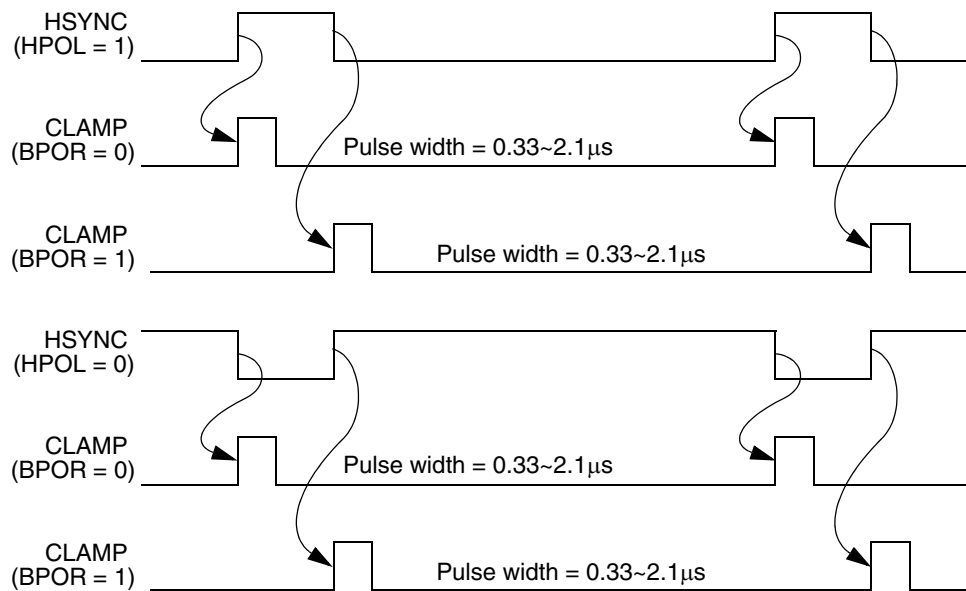 HSYNC
(HPOL = 1)
CLAMP
(BPOR = 0)
Pulse width = 0.33~2.1μs
CLAMP
(BPOR = 1)
Pulse width = 0.33~2.1μs
HSYNC
(HPOL = 0)
CLAMP
(BPOR = 0)
Pulse width = 0.33~2.1μs
CLAMP
(BPOR = 1)
Pulse width = 0.33~2.1μs